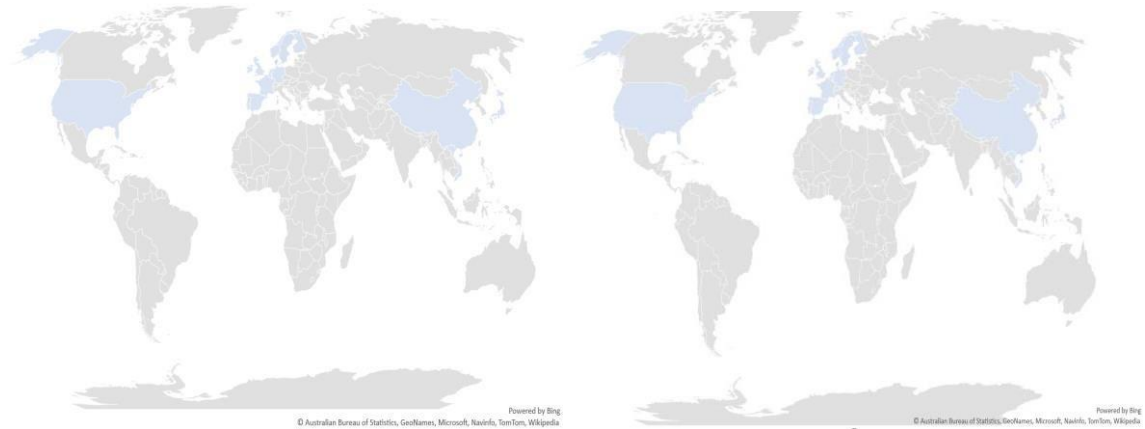 Powered by Bing
© Australian Bureau of Statistics, GeoNames, Microsoft, Navinfo, TomTom, Wikipedia
Powered by Bing
© Australian Bureau of Statistics, GeoNames, Microsoft, Navinfo, TomTom, Wikipedia